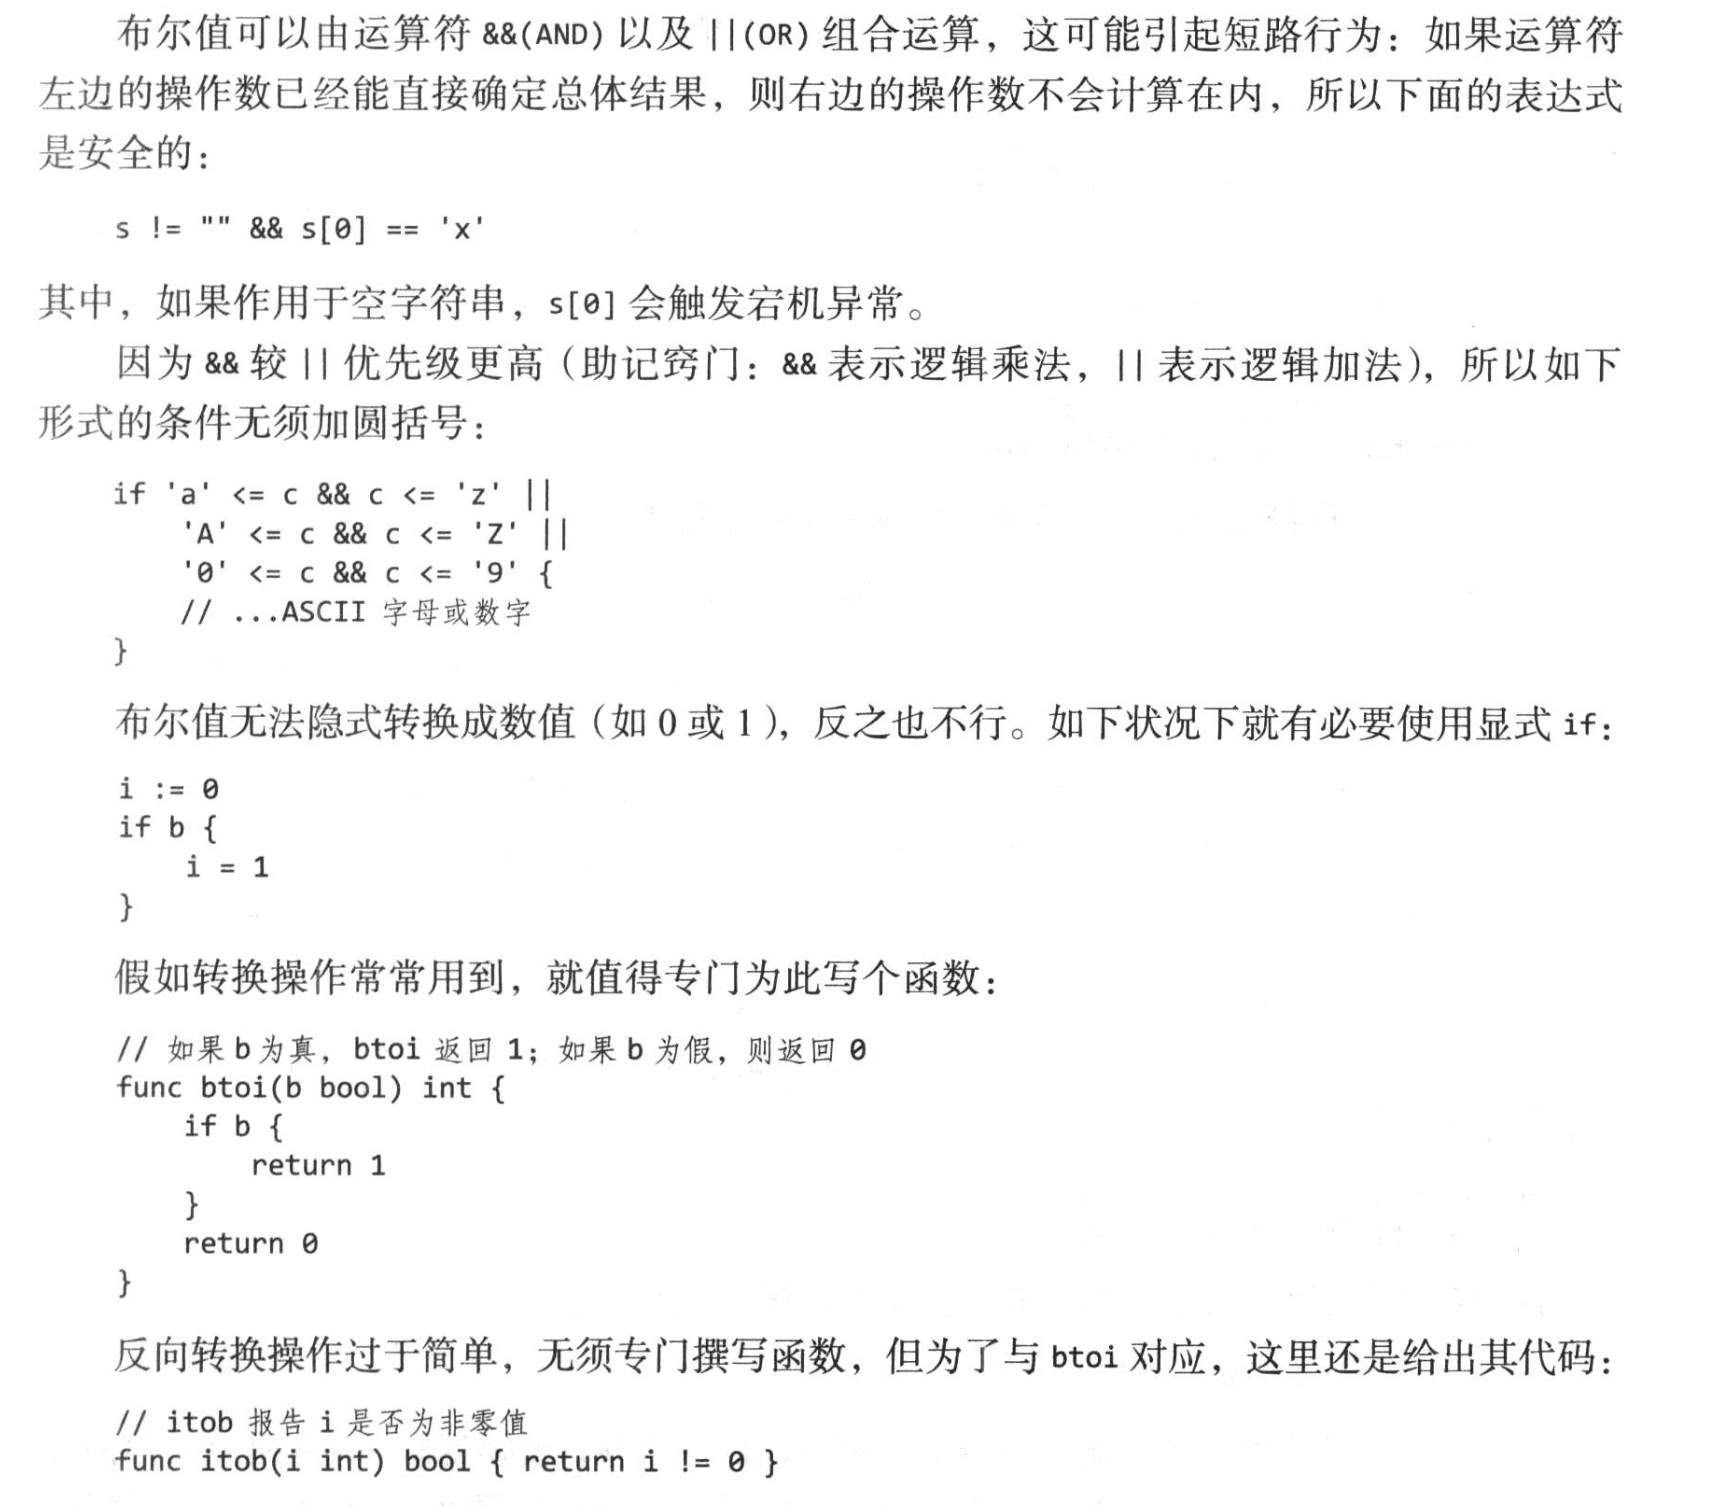 布尔值可以由运算符 &&(AND) 以及 ||(OR) 组合运算，这可能引起短路行为：如果运算符
左边的操作数已经能直接确定总体结果，则右边的操作数不会计算在内，所以下面的表达式
是安全的：
s != "" && s[0] == 'x'
其中，如果作用于空字符串，s[0] 会触发宕机异常。
因为 && 较 || 优先级更高（助记窍门：&& 表示逻辑乘法，|| 表示逻辑加法），所以如下
形式的条件无须加圆括号：
if 'a' <= c && c <= 'z' ||
    'A' <= c && c <= 'Z' ||
    '0' <= c && c <= '9' {
    // ...ASCII 字母或数字
}
布尔值无法隐式转换成数值（如 0 或 1），反之也不行。如下状况下就有必要使用显式 if：
i := 0
if b {
    i = 1
}
假如转换操作常常用到，就值得专门为此写个函数：
// 如果 b 为真，btoi 返回 1；如果 b 为假，则返回 0
func btoi(b bool) int {
    if b {
        return 1
    }
    return 0
}
反向转换操作过于简单，无须专门撰写函数，但为了与 btoi 对应，这里还是给出其代码：
// itob 报告 i 是否为非零值
func itob(i int) bool { return i != 0 }